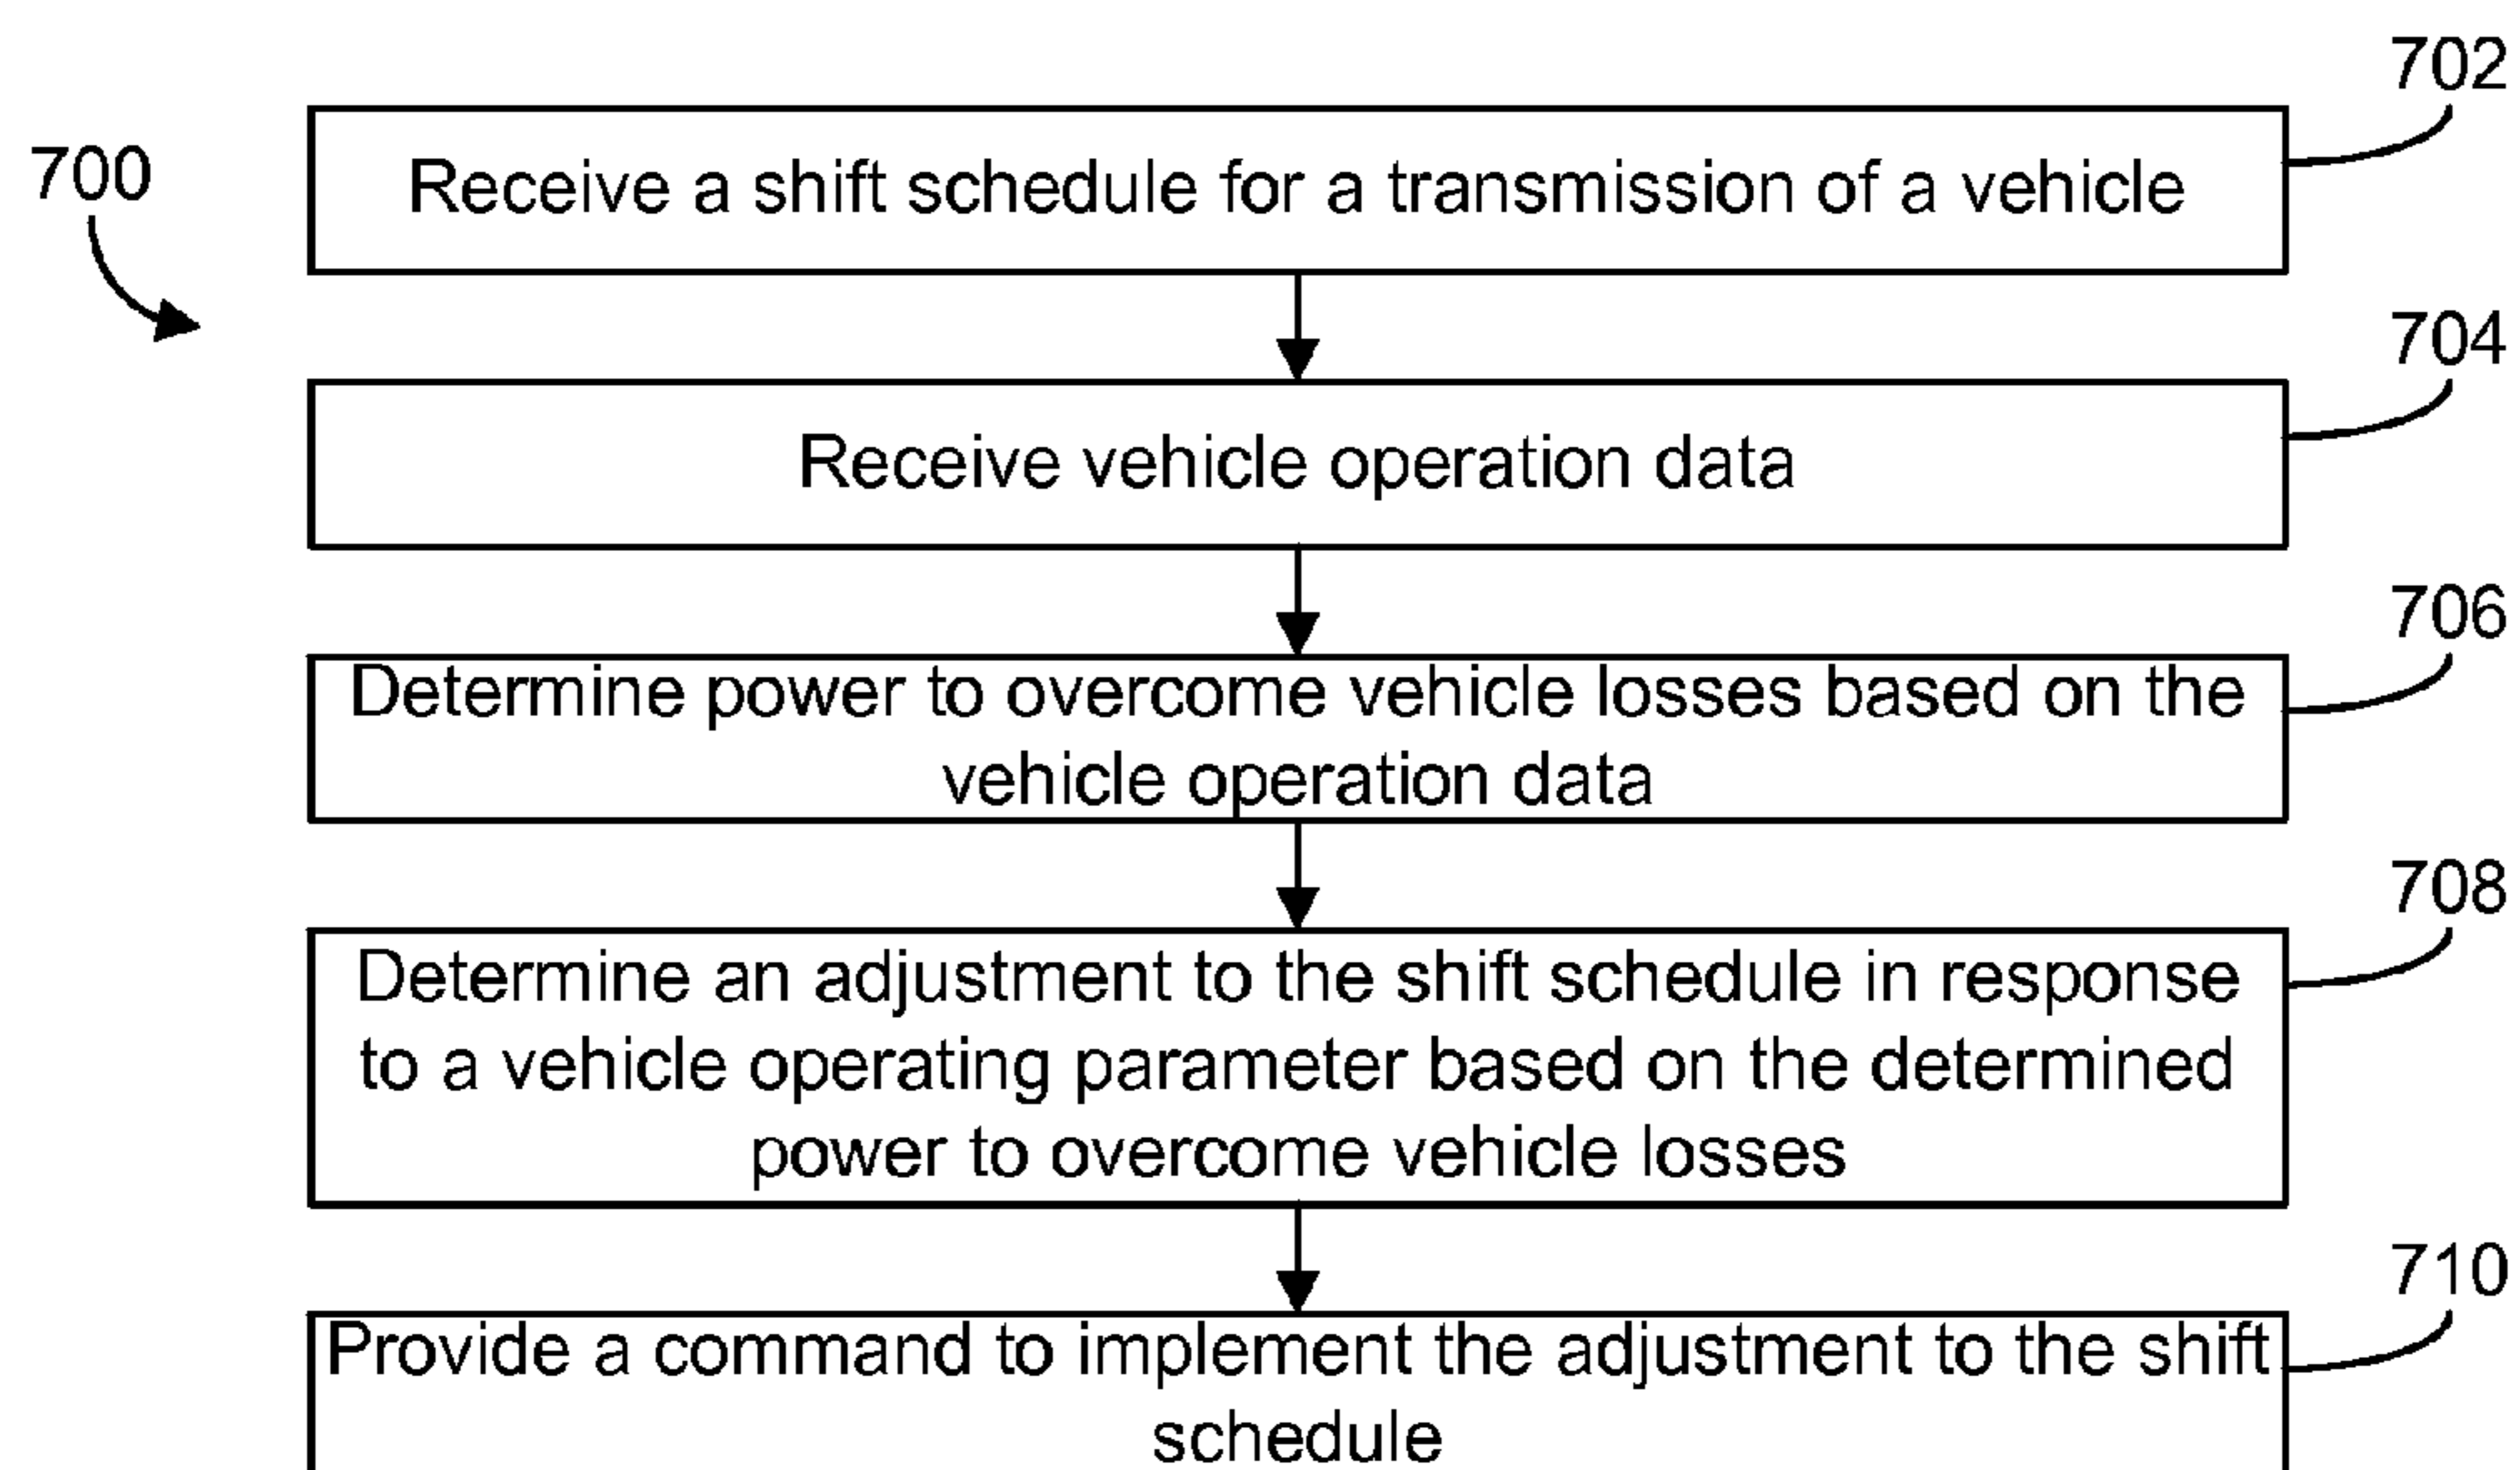 702
700
Receive a shift schedule for a transmission of a vehicle
704
Receive vehicle operation data
706
Determine power to overcome vehicle losses based on the
vehicle operation data
708
Determine an adjustment to the shift schedule in response
to a vehicle operating parameter based on the determined
power to overcome vehicle losses
710
Provide a command to implement the adjustment to the shift
schedule